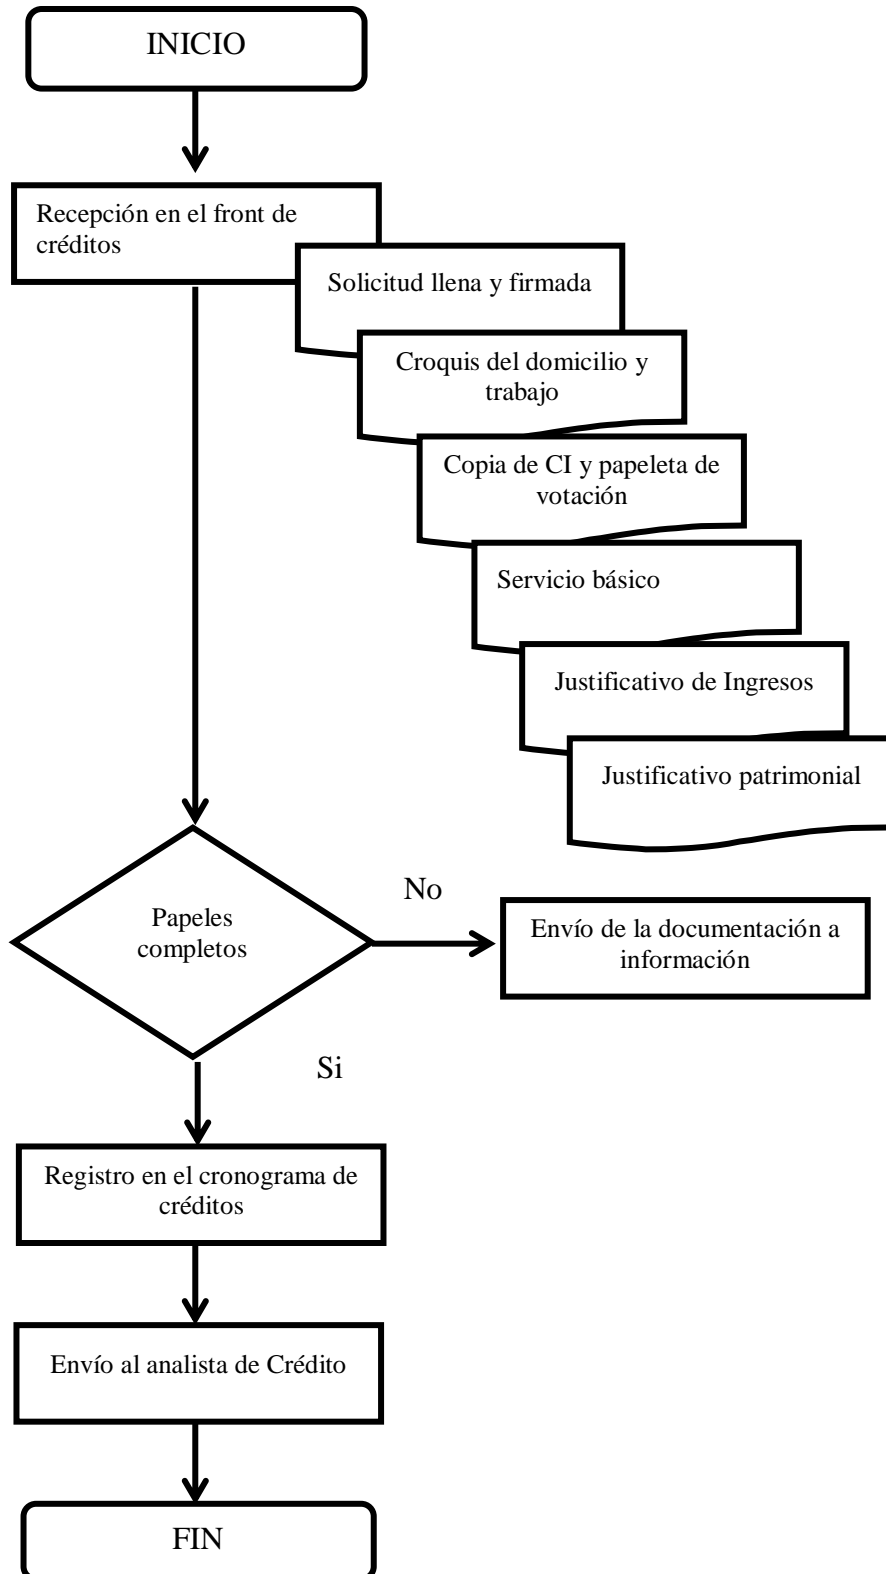 INICIO
Recepción en el front de
créditos
Solicitud llena y firmada
Croquis del domicilio y
trabajo
Copia de CI y papeleta de
votación
Servicio básico
Justificativo de Ingresos
Justificativo patrimonial
No
Papeles
completos
Envío de la documentación a
información
Si
Registro en el cronograma de
créditos
Envío al analista de Crédito
FIN